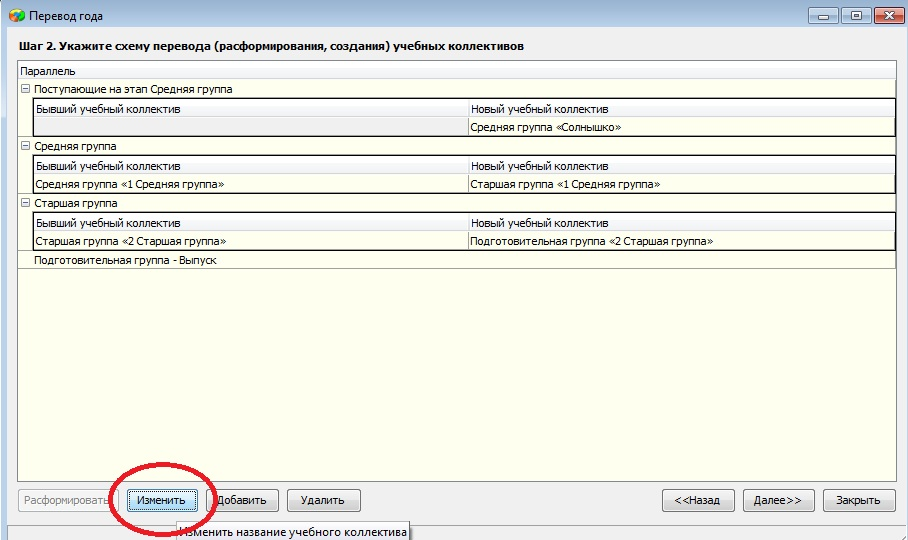 Перевод года
Шаг 2. Укажите схему перевода (расформирования, создания) учебных коллективов
Параллель
Поступающие на этап Средняя группа
Бывший учебный коллектив Новый учебный коллектив
Средняя группа «Солнышко»
Средняя группа
Бывший учебный коллектив Новый учебный коллектив
Средняя группа «1 Средняя группа» Старшая группа «1 Средняя группа»
Старшая группа
Бывший учебный коллектив Новый учебный коллектив
Старшая группа «2 Старшая группа» Подготовительная группа «2 Старшая группа»
Подготовительная группа - Выпуск
Расформировать Изменить Добавить Удалить <<Назад Далее>> Закрыть
Изменить название учебного коллектива